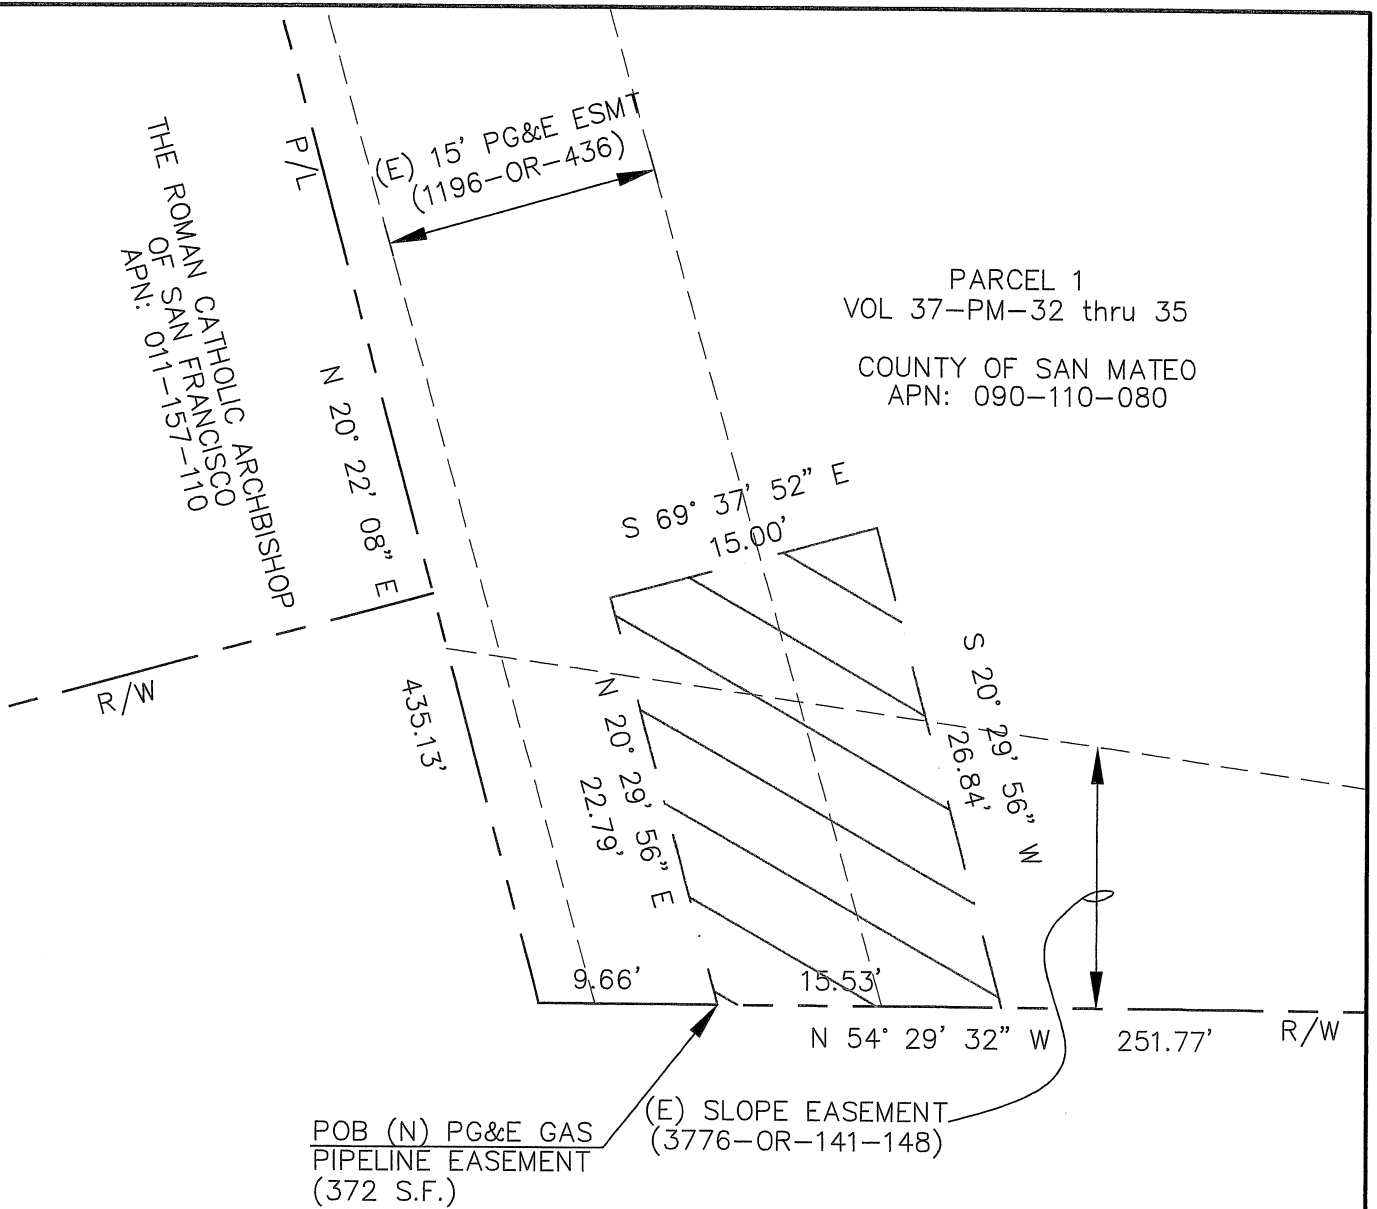 (E) 15' PG&E ESMT
(1196-OR-436)
P/L
THE ROMAN CATHOLIC ARCHBISHOP
OF SAN FRANCISCO
APN: 011-157-110
N 20° 22' 08" E
435.13'
R/W
PARCEL 1
VOL 37-PM-32 thru 35
COUNTY OF SAN MATEO
APN: 090-110-080
S 69° 37' 52" E
15.00'
N 20° 29' 56" E
22.79'
S 20° 29' 56" W
26.84'
9.66'
15.53'
N 54° 29' 32" W
251.77'
R/W
(E) SLOPE EASEMENT
(3776-OR-141-148)
POB (N) PG&E GAS
PIPELINE EASEMENT
(372 S.F.)